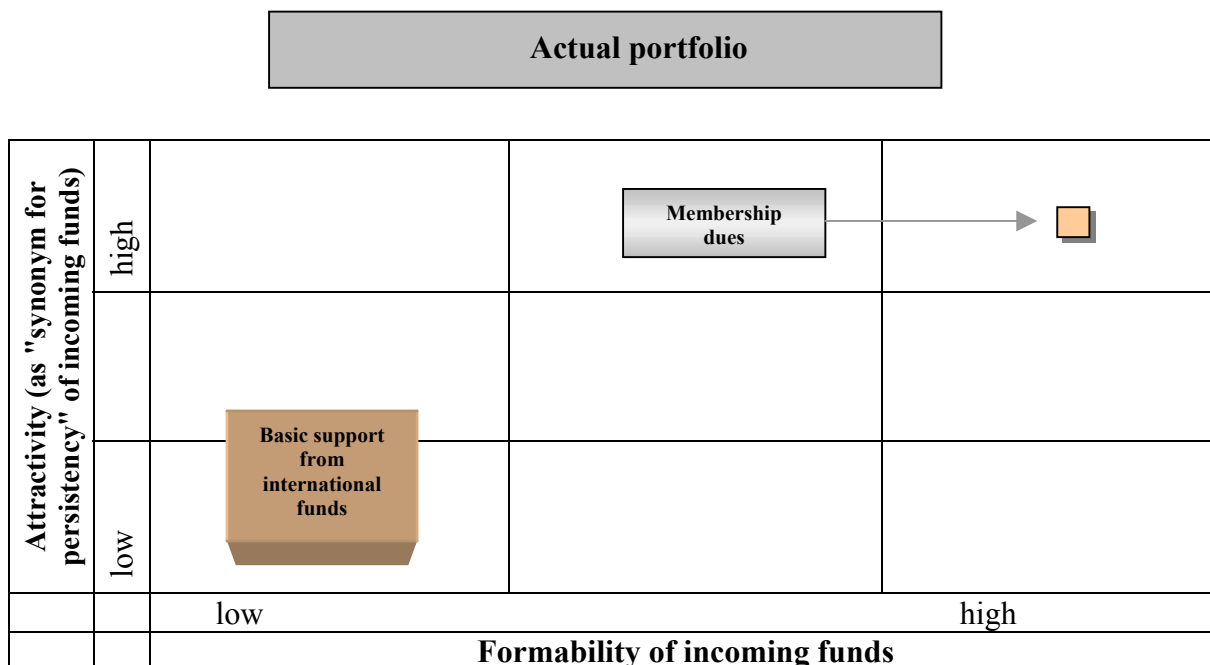 Actual portfolio
Attractivity (as "synonym for
persistency" of incoming funds)
high
low
Membership
dues
Basic support
from
international
funds
low high
Formability of incoming funds